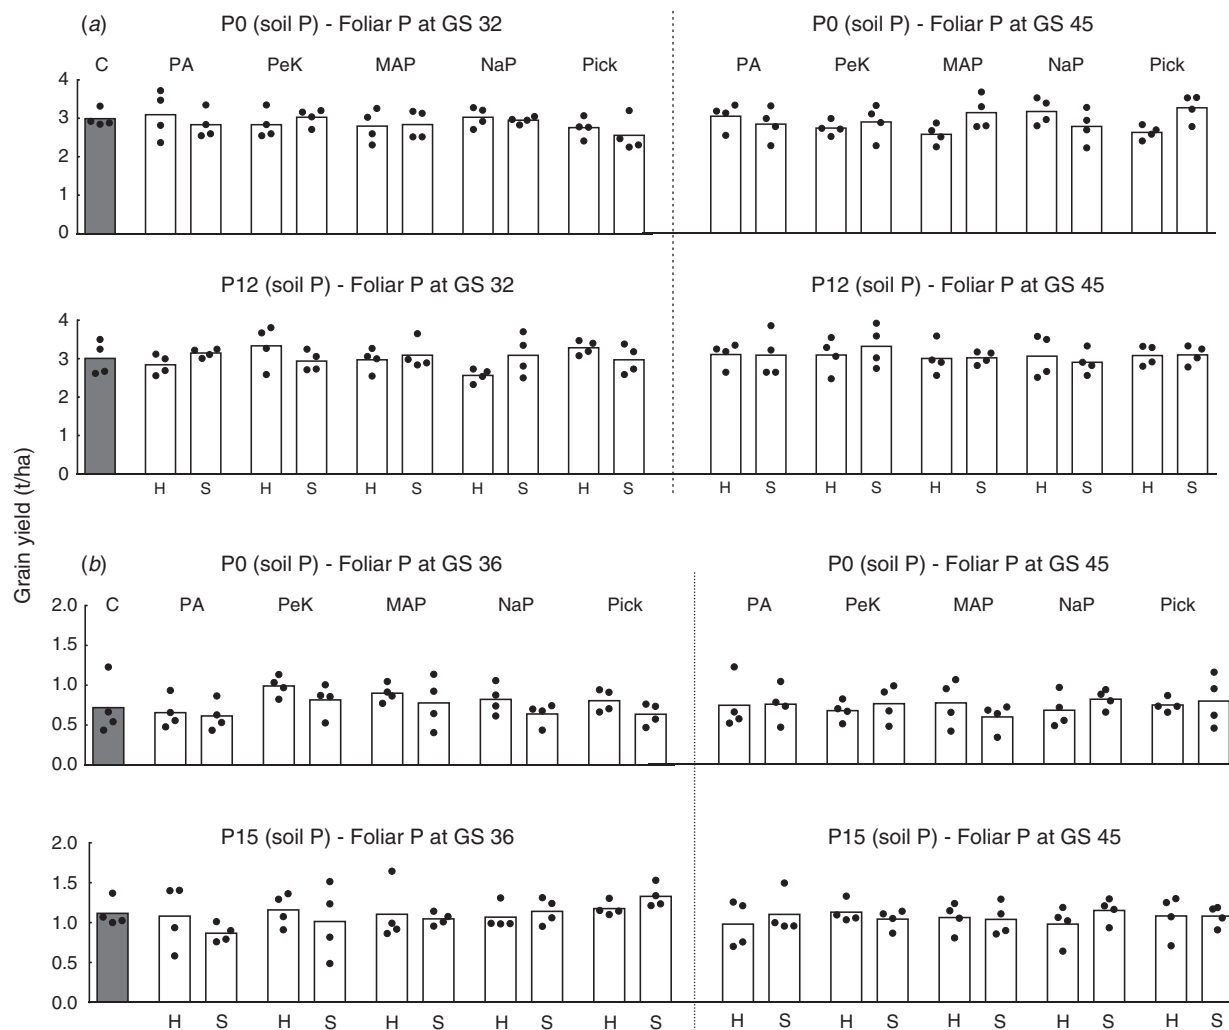 (a) P0 (soil P) - Foliar P at GS 32 P0 (soil P) - Foliar P at GS 45
C PA PeK MAP NaP Pick PA PeK MAP NaP Pick
4
3
2
1
0
P12 (soil P) - Foliar P at GS 32 P12 (soil P) - Foliar P at GS 45
4
3
2
1
0
H S H S H S H S H S H S H S H S H S H S
Grain yield (t/ha)
(b) P0 (soil P) - Foliar P at GS 36 P0 (soil P) - Foliar P at GS 45
C PA PeK MAP NaP Pick PA PeK MAP NaP Pick
2.0
1.5
1.0
0.5
0.0
P15 (soil P) - Foliar P at GS 36 P15 (soil P) - Foliar P at GS 45
2.0
1.5
1.0
0.5
0.0
H S H S H S H S H S H S H S H S H S H S